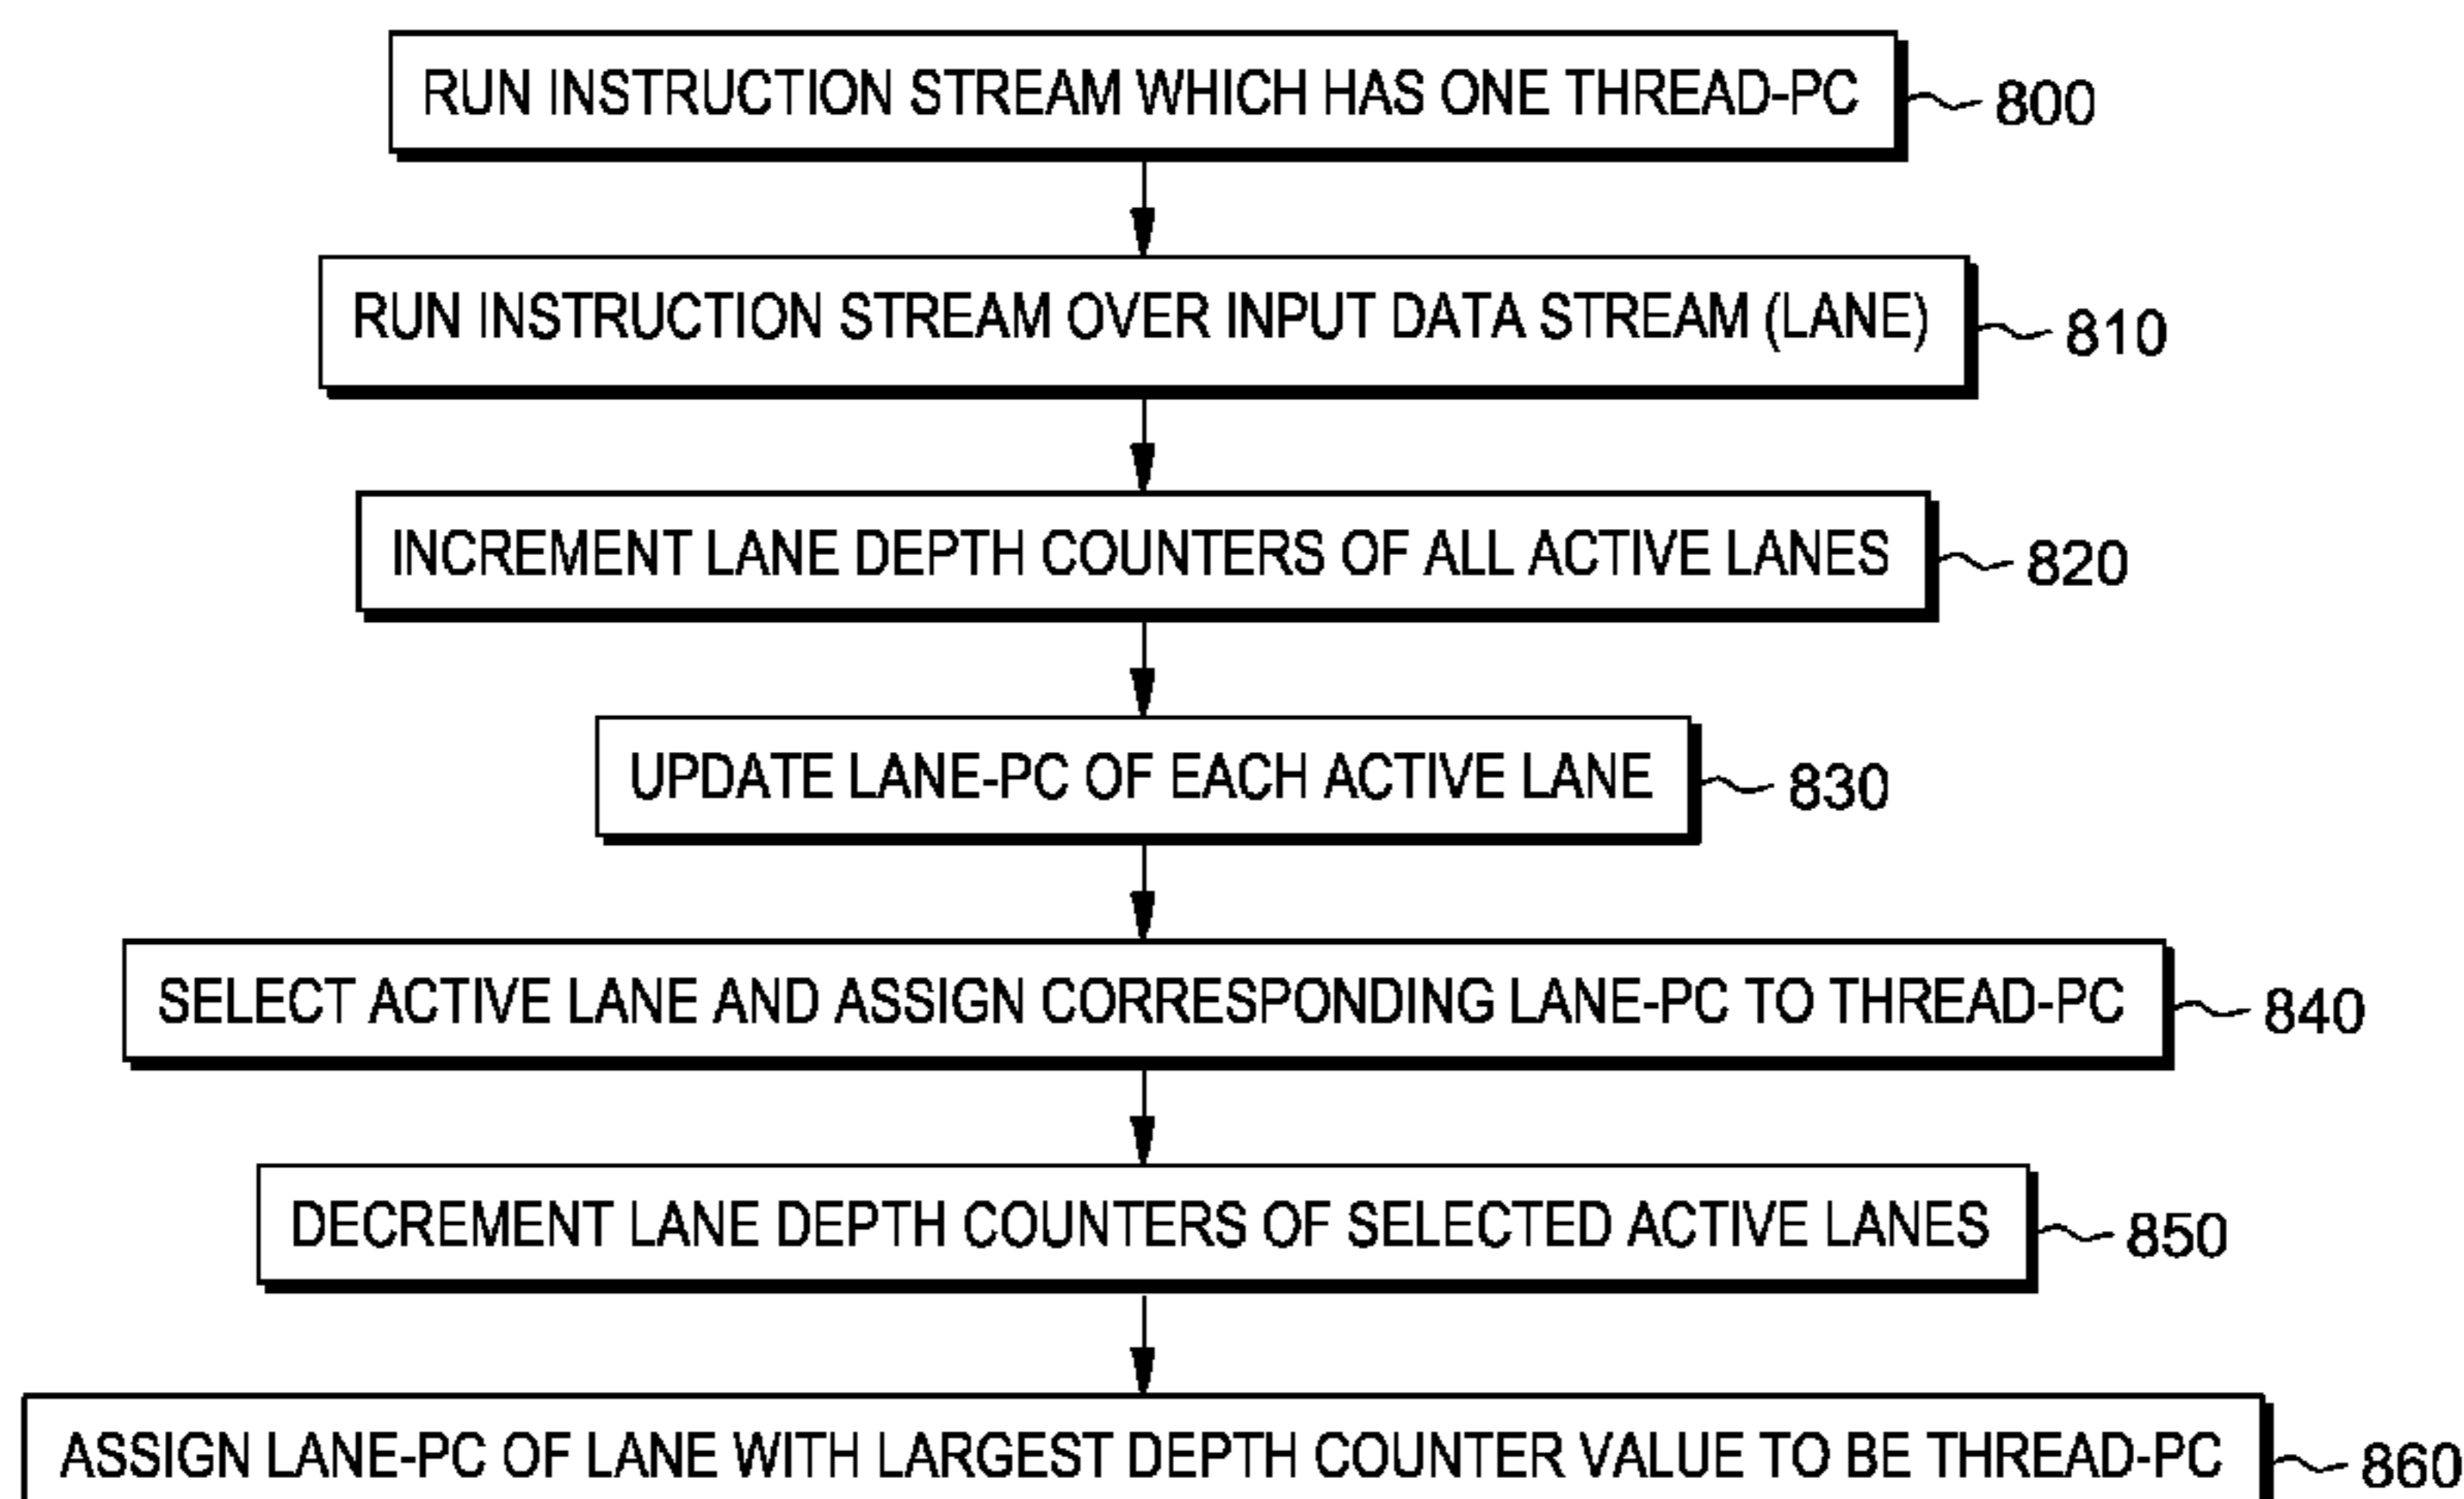 RUN INSTRUCTION STREAM WHICH HAS ONE THREAD-PC 800
RUN INSTRUCTION STREAM OVER INPUT DATA STREAM (LANE) 810
INCREMENT LANE DEPTH COUNTERS OF ALL ACTIVE LANES 820
UPDATE LANE-PC OF EACH ACTIVE LANE 830
SELECT ACTIVE LANE AND ASSIGN CORRESPONDING LANE-PC TO THREAD-PC 840
DECREMENT LANE DEPTH COUNTERS OF SELECTED ACTIVE LANES 850
ASSIGN LANE-PC OF LANE WITH LARGEST DEPTH COUNTER VALUE TO BE THREAD-PC 860